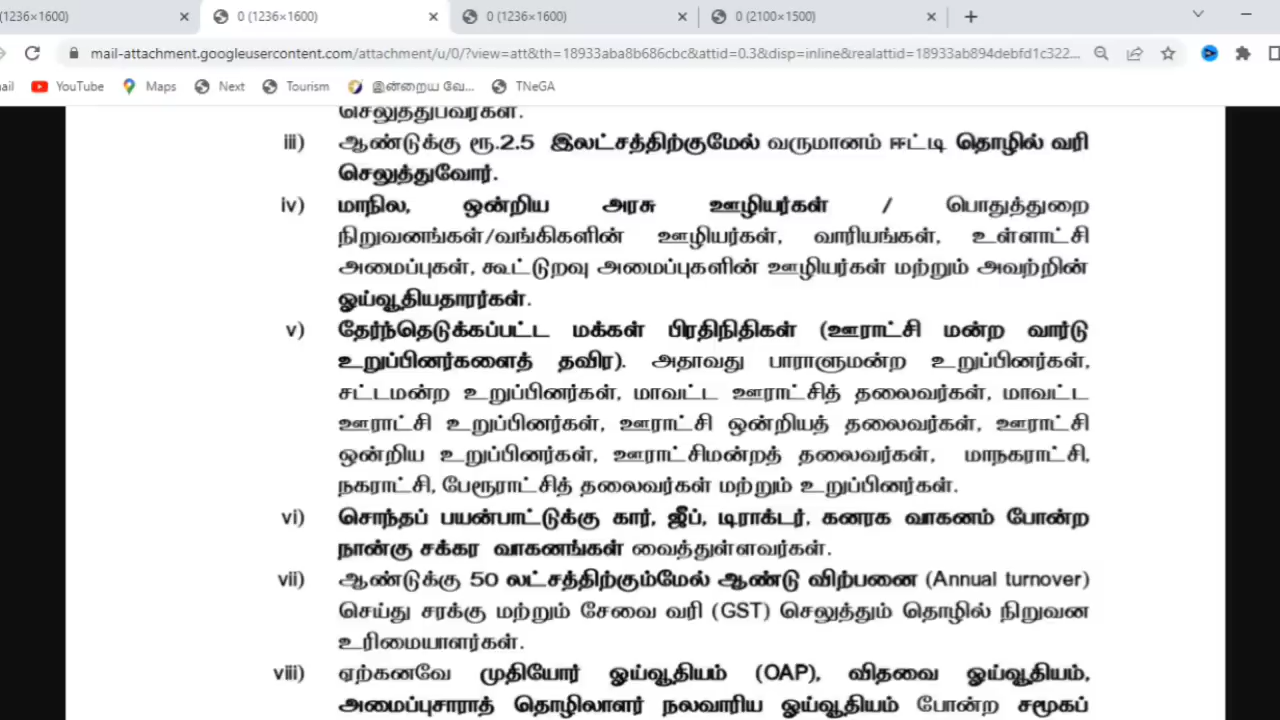 (1236×1600)
0 (1236×1600)
0 (1236×1600)
0 (2100×1500)
mail-attachment.googleusercontent.com/attachment/u/0/?view=att&th=18933aba8b686cbc&attid=0.3&disp=inline&realattid=18933ab894debfd1c322...
ail YouTube Maps Next Tourism இன்றைய வே... TNeGA
செலுத்துபவர்கள்.
iii) ஆண்டுக்கு ரூ.2.5 இலட்சத்திற்குமேல் வருமானம் ஈட்டி தொழில் வரி
செலுத்துவோர்.
iv) மாநில, ஒன்றிய அரசு ஊழியர்கள் / பொதுத்துறை
நிறுவனங்கள்/வங்கிகளின் ஊழியர்கள், வாரியங்கள், உள்ளாட்சி
அமைப்புகள், கூட்டுறவு அமைப்புகளின் ஊழியர்கள் மற்றும் அவற்றின்
ஓய்வூதியதாரர்கள்.
v) தேர்ந்தெடுக்கப்பட்ட மக்கள் பிரதிநிதிகள் (ஊராட்சி மன்ற வார்டு
உறுப்பினர்களைத் தவிர). அதாவது பாராளுமன்ற உறுப்பினர்கள்,
சட்டமன்ற உறுப்பினர்கள், மாவட்ட ஊராட்சித் தலைவர்கள், மாவட்ட
ஊராட்சி உறுப்பினர்கள், ஊராட்சி ஒன்றியத் தலைவர்கள், ஊராட்சி
ஒன்றிய உறுப்பினர்கள், ஊராட்சிமன்றத் தலைவர்கள், மாநகராட்சி,
நகராட்சி, பேரூராட்சித் தலைவர்கள் மற்றும் உறுப்பினர்கள்.
vi) சொந்தப் பயன்பாட்டுக்கு கார், ஜீப், டிராக்டர், கனரக வாகனம் போன்ற
நான்கு சக்கர வாகனங்கள் வைத்துள்ளவர்கள்.
vii) ஆண்டுக்கு 50 லட்சத்திற்கும்மேல் ஆண்டு விற்பனை (Annual turnover)
செய்து சரக்கு மற்றும் சேவை வரி (GST) செலுத்தும் தொழில் நிறுவன
உரிமையாளர்கள்.
viii) ஏற்கனவே முதியோர் ஓய்வூதியம் (OAP), விதவை ஓய்வூதியம்,
அமைப்புசாராத் தொழிலாளர் நலவாரிய ஓய்வூதியம் போன்ற சமூகப்